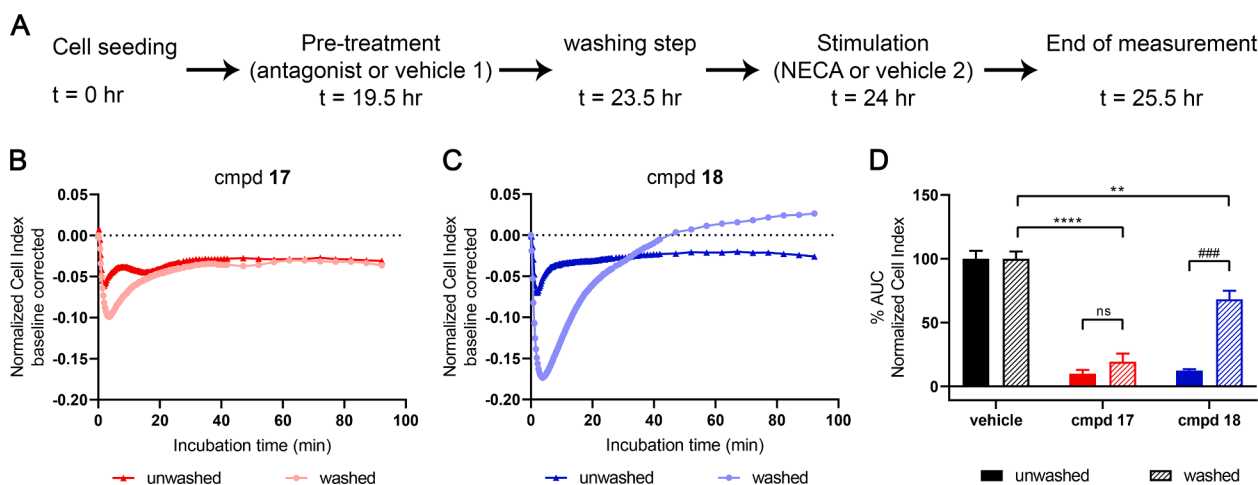 A
Cell seeding
t = 0 hr
Pre-treatment
(antagonist or vehicle 1)
t = 19.5 hr
washing step
t = 23.5 hr
Stimulation
(NECA or vehicle 2)
t = 24 hr
End of measurement
t = 25.5 hr
B
cmpd 17
Normalized Cell Index
baseline corrected
0.05
0.00
-0.05
-0.10
-0.15
-0.20
0 20 40 60 80 100
Incubation time (min)
unwashed washed
C
cmpd 18
Normalized Cell Index
baseline corrected
0.05
0.00
-0.05
-0.10
-0.15
-0.20
0 20 40 60 80 100
Incubation time (min)
unwashed washed
D
% AUC
Normalized Cell Index
150
100
50
0
**
****
###
ns
vehicle cmpd 17 cmpd 18
unwashed washed